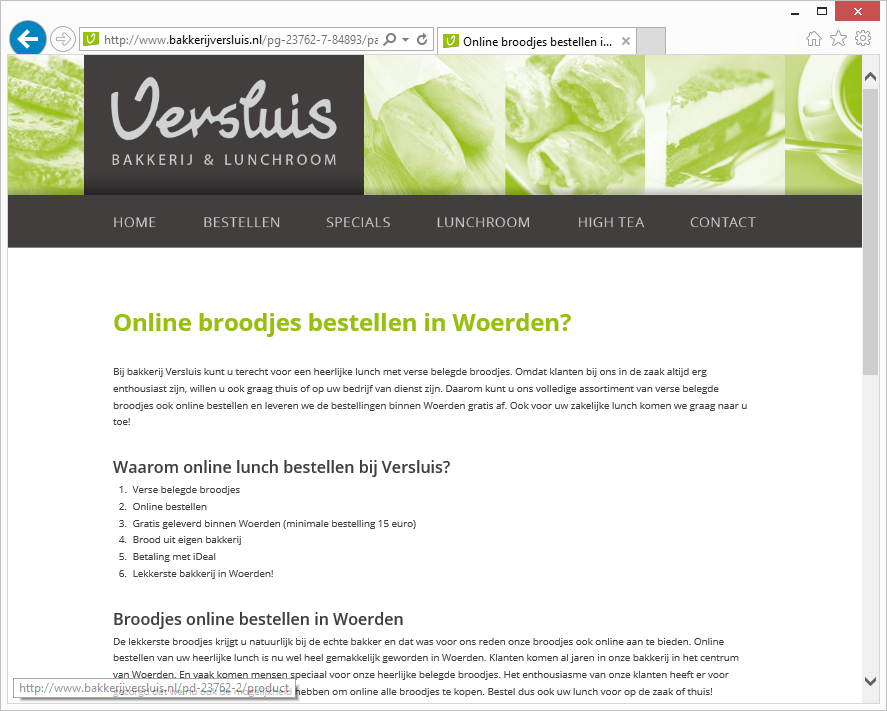 http://www.bakkerijversluis.nl/pg-23762-7-84893/pa
Online broodjes bestellen i...
Versluis
BAKKERIJ & LUNCHROOM
HOME BESTELLEN SPECIALS LUNCHROOM HIGH TEA CONTACT
Online broodjes bestellen in Woerden?
Bij bakkerij Versluis kunt u terecht voor een heerlijke lunch met verse belegde broodjes. Omdat klanten bij ons in de zaak altijd erg
enthousiast zijn, willen u ook graag thuis of op uw bedrijf van dienst zijn. Daarom kunt u ons volledige assortiment van verse belegde
broodjes ook online bestellen en leveren we de bestellingen binnen Woerden gratis af. Ook voor uw zakelijke lunch komen we graag naar u
toe!
Waarom online lunch bestellen bij Versluis?
1. Verse belegde broodjes
2. Online bestellen
3. Gratis geleverd binnen Woerden (minimale bestelling 15 euro)
4. Brood uit eigen bakkerij
5. Betaling met iDeal
6. Lekkerste bakkerij in Woerden!
Broodjes online bestellen in Woerden
De lekkerste broodjes krijgt u natuurlijk bij de echte bakker en dat was voor ons reden onze broodjes ook online aan te bieden. Online
bestellen van uw heerlijke lunch is nu wel heel gemakkelijk geworden in Woerden. Klanten komen al jaren in onze bakkerij in het centrum
van Woerden. En vaak komen mensen speciaal voor onze heerlijke belegde broodjes. Het enthousiasme van onze klanten heeft er voor
hebben om online alle broodjes te kopen. Bestel dus ook uw lunch voor op de zaak of thuis!
http://www.bakkerijversluis.nl/pd-23762-2/product